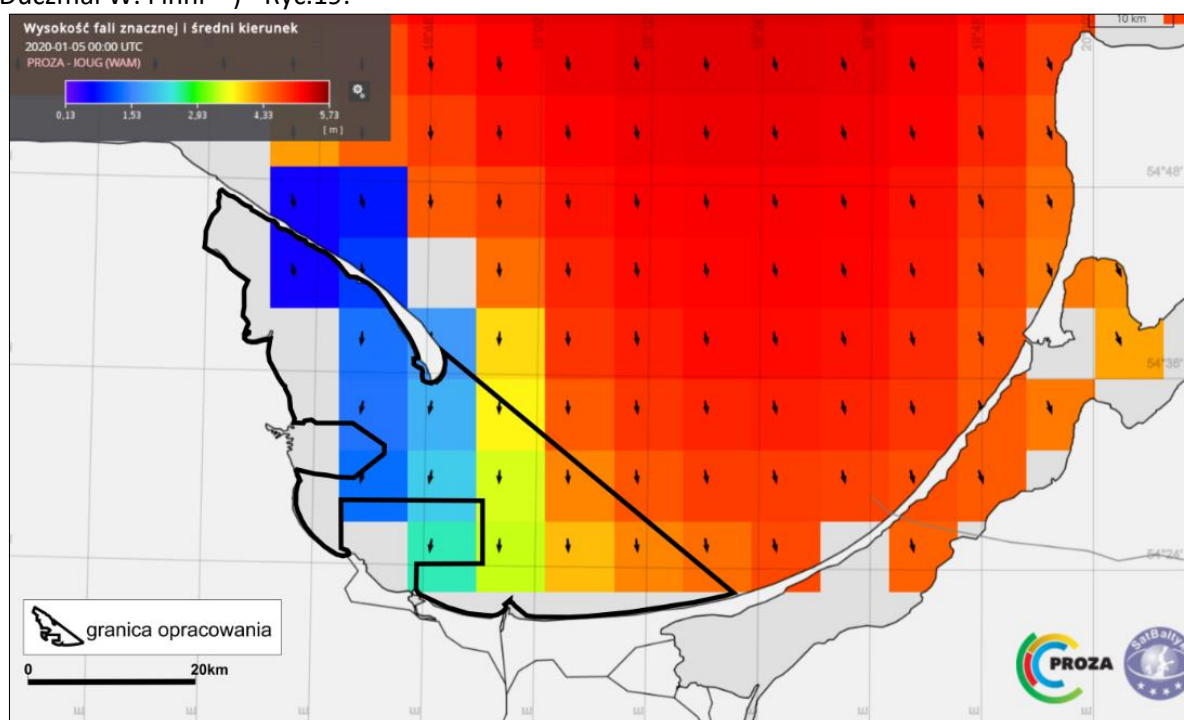 Wysokość fali znacznej i średni kierunek
2020-01-05 00:00 UTC
PROZA - IOUG (WAM)
0,13 1,53 2,93 4,33 5,73
[ m ]
10 km
54°48'
54°36'
54°24'
granica opracowania
0 20km
PROZA
SatBałtyk